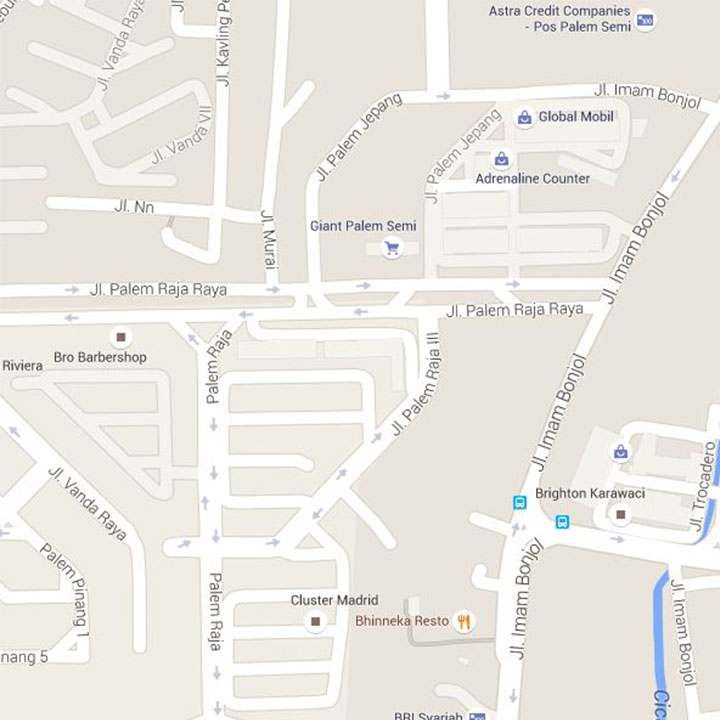 Astra Credit Companies
- Pos Palem Semi
Jl. Vanda Raya
Jl. Kavling Pe
Jl. Imam Bonjol
Jl. Palem Jepang
Global Mobil
Jl. Vanda VII
Jl. Palem Jepang
Adrenaline Counter
Jl. Nn
Jl. Murai
Giant Palem Semi
Jl. Imam Bonjol
Jl. Palem Raja Raya
Jl. Palem Raja Raya
Bro Barbershop
Riviera
Palem Raja
Jl. Palem Raja III
Jl. Imam Bonjol
Jl. Vanda Raya
Brighton Karawaci
Jl. Trocadero
Palem Pinang 1
Palem Raja
Jl. Imam Bonjol
Cluster Madrid
Bhinneka Resto
Jl. Imam Bonjol
nang 5
BRI Syariah
Cic